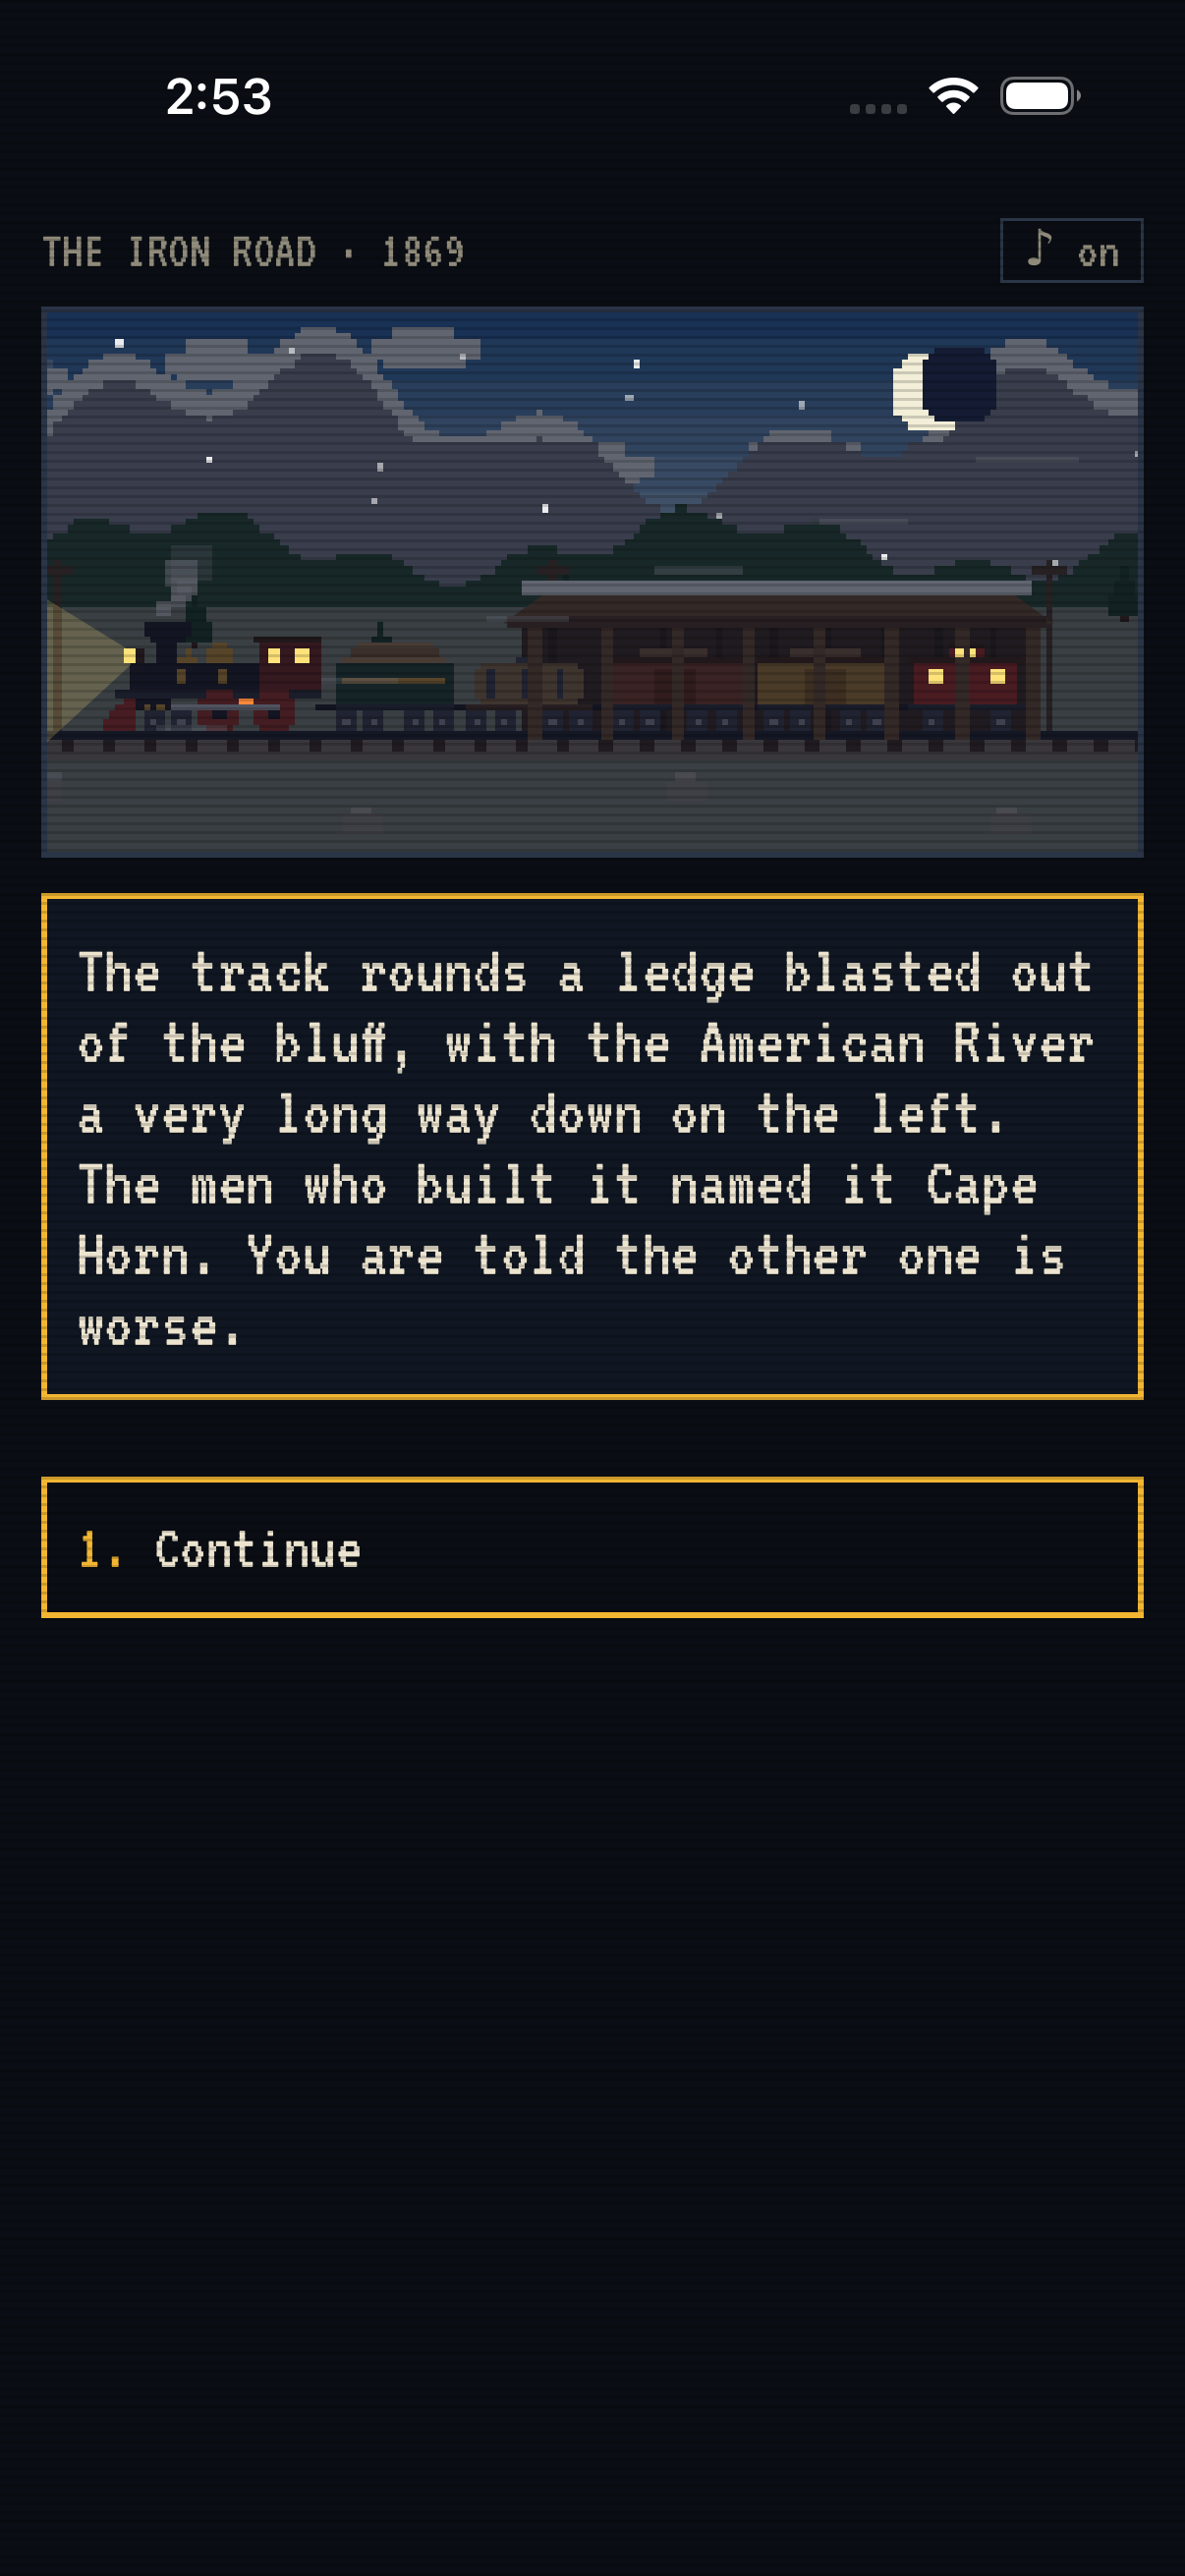 2:53
THE IRON ROAD · 1869
♪ on
The track rounds a ledge blasted out
of the bluff, with the American River
a very long way down on the left.
The men who built it named it Cape
Horn. You are told the other one is
worse.
1. Continue